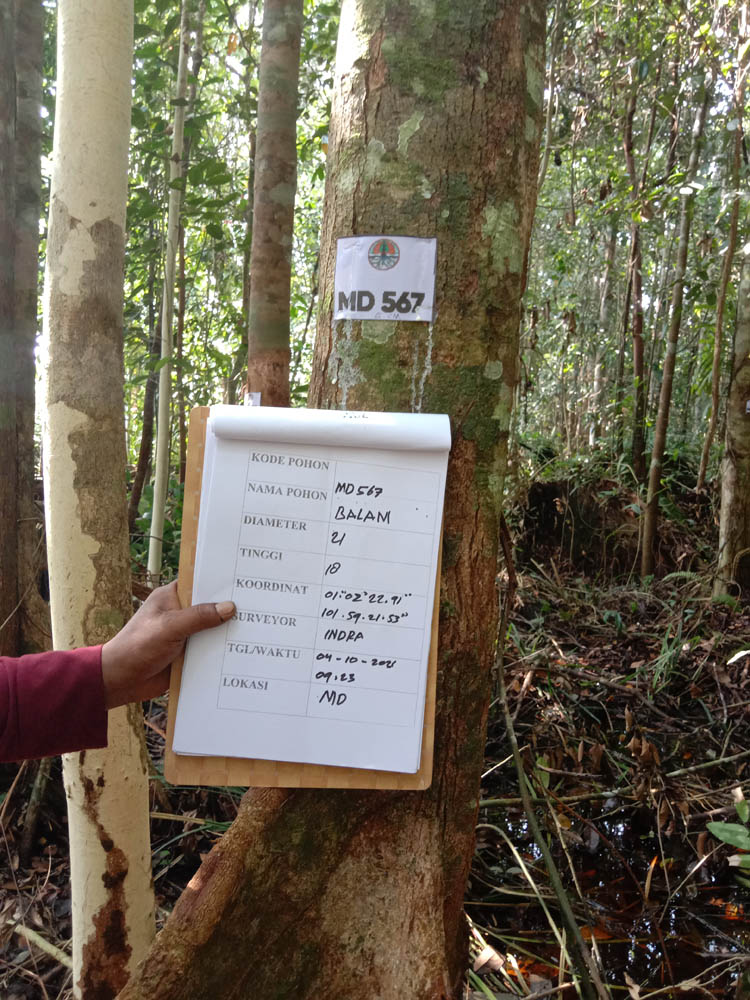 MD 567
KODE POHON
MD 567
NAMA POHON
BALAM
DIAMETER
21
TINGGI
18
KOORDINAT
01°02'22.91"
101.59.21.53"
SURVEYOR
INDRA
TGL/WAKTU
04-10-2021
09.23
LOKASI
MD